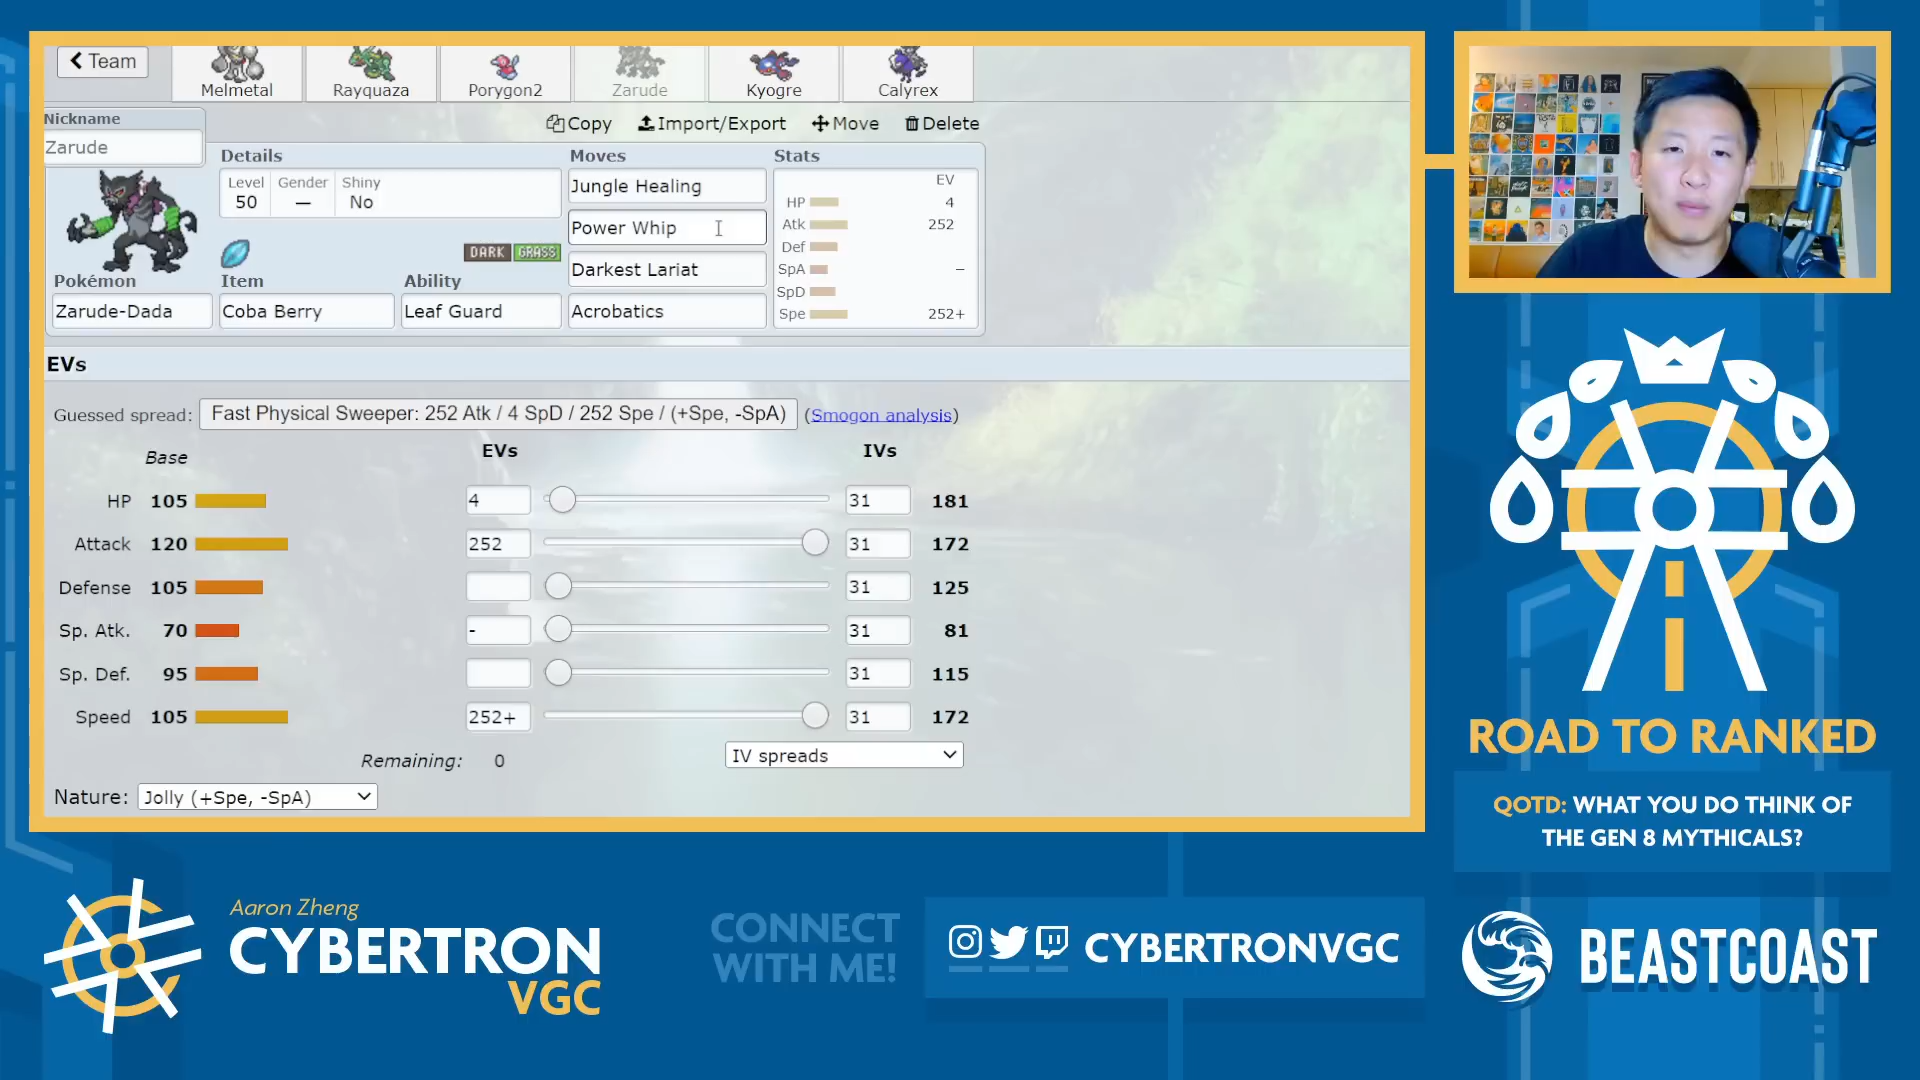 Team
Melmetal
Rayquaza
Porygon2
Zarude
Kyogre
Calyrex
Nickname
Zarude
Copy
Import/Export
Move
Delete
Details
Moves
Stats
Level
Gender
Shiny
50
—
No
DARK
GRASS
Pokémon
Item
Ability
Zarude-Dada
Coba Berry
Leaf Guard
Jungle Healing
Power Whip
Darkest Lariat
Acrobatics
EV
HP 4
Atk 252
Def
SpA –
SpD
Spe 252+
EVs
Guessed spread: Fast Physical Sweeper: 252 Atk / 4 SpD / 252 Spe / (+Spe, -SpA) (Smogon analysis)
Base EVs IVs
HP 105 4 31 181
Attack 120 252 31 172
Defense 105 31 125
Sp. Atk. 70 - 31 81
Sp. Def. 95 31 115
Speed 105 252+ 31 172
Remaining: 0
IV spreads
Nature: Jolly (+Spe, -SpA)
ROAD TO RANKED
QOTD: WHAT YOU DO THINK OF
THE GEN 8 MYTHICALS?
Aaron Zheng
CYBERTRON
VGC
CONNECT
WITH ME!
CYBERTRONVGC
BEASTCOAST